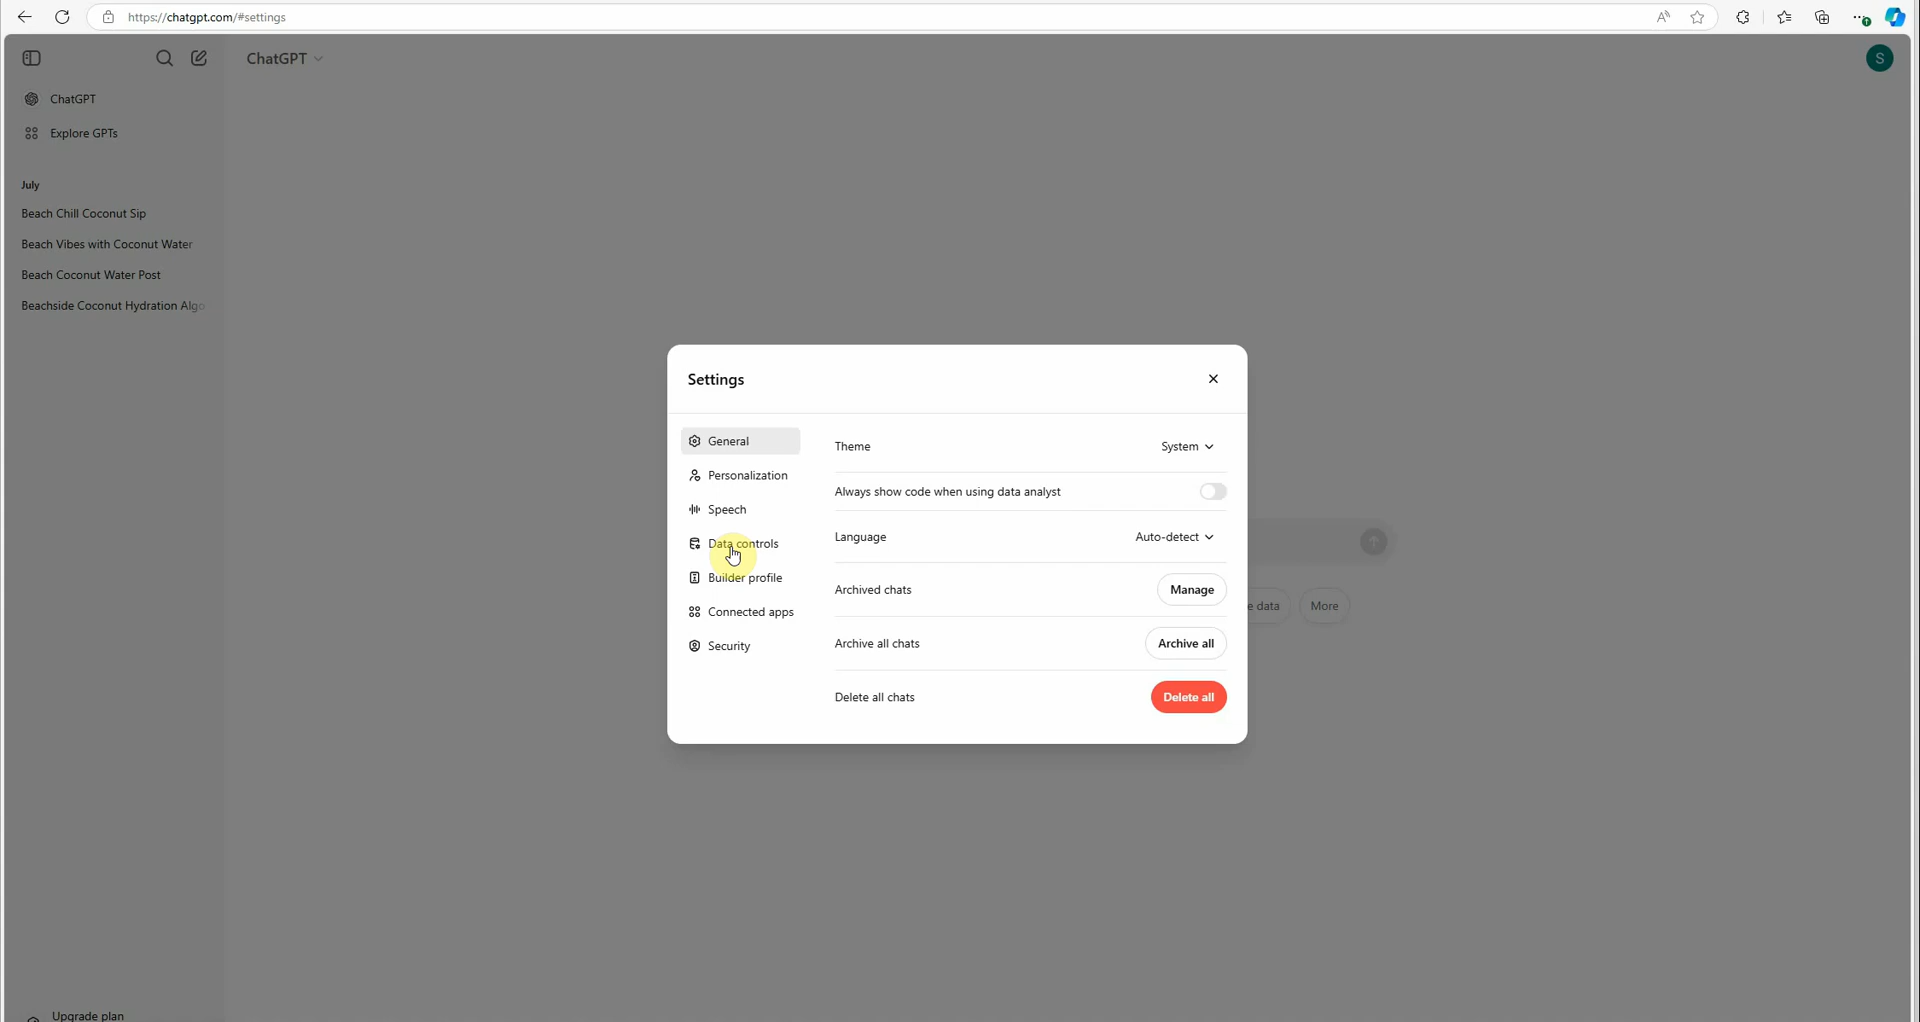 https://chatgpt.com/#settings
ChatGPT
S
ChatGPT
Explore GPTs
July
Beach Chill Coconut Sip
Beach Vibes with Coconut Water
Beach Coconut Water Post
Beachside Coconut Hydration Algo
Settings
General
Theme
System
Personalization
Always show code when using data analyst
Speech
Language
Auto-detect
Data controls
Builder profile
Archived chats
Manage
Connected apps
Archive all chats
Archive all
Security
Delete all chats
Delete all
e data
More
Upgrade plan